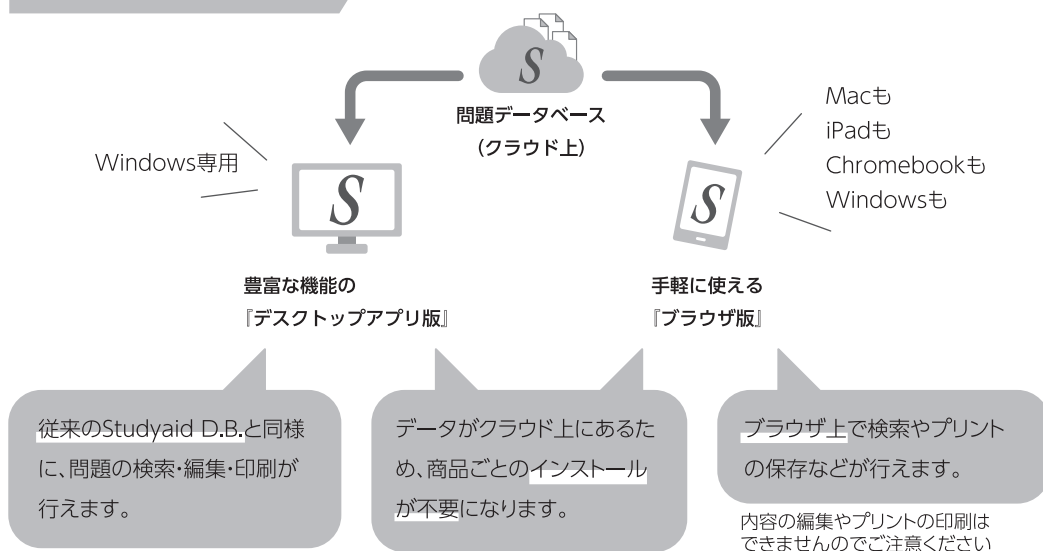 S
問題データベース
（クラウド上）
Windows専用
S
豊富な機能の
『デスクトップアプリ版』
Macも
iPadも
Chromebookも
Windowsも
S
手軽に使える
『ブラウザ版』
従来のStudyaid D.B.と同様
に、問題の検索・編集・印刷が
行えます。
データがクラウド上にあるた
め、商品ごとのインストール
が不要になります。
ブラウザ上で検索やプリント
の保存などが行えます。
内容の編集やプリントの印刷は
できませんのでご注意ください